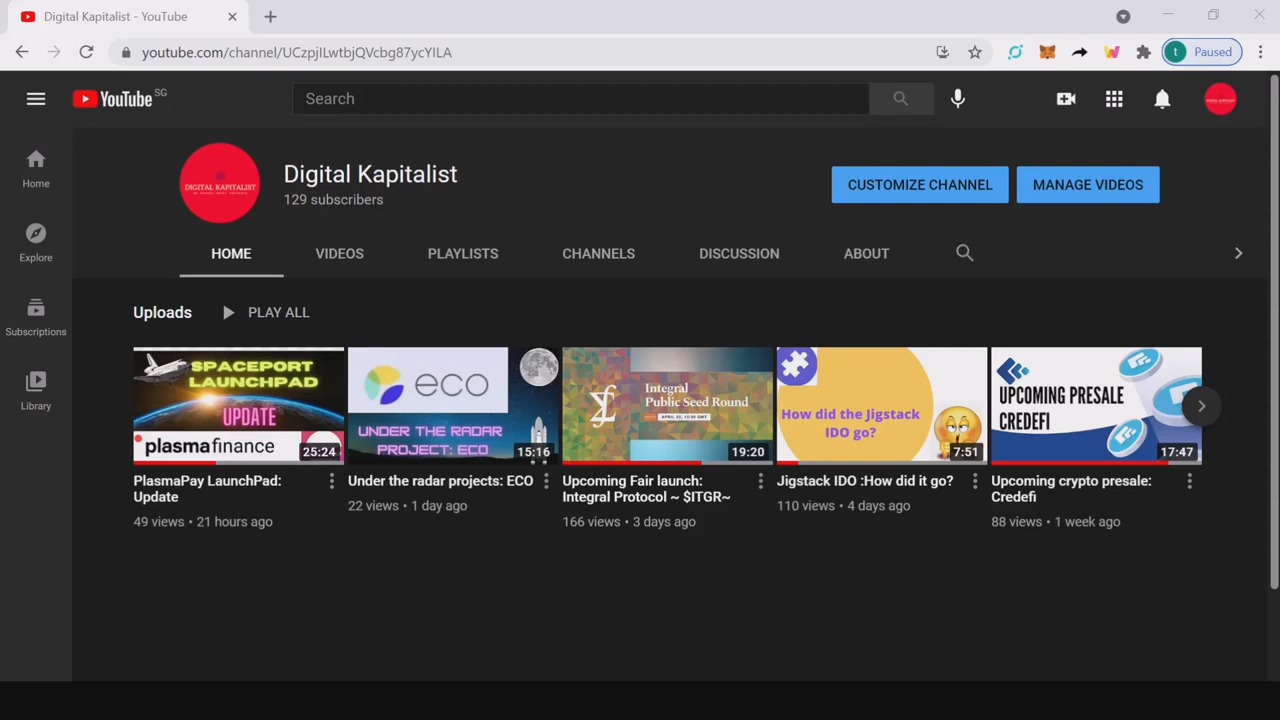 Digital Kapitalist - YouTube
youtube.com/channel/UCzpjILwtbjQVcbg87ycYILA
t Paused
YouTube SG
Search
Home
Explore
Subscriptions
Library
DIGITAL KAPITALIST
Digital Kapitalist
129 subscribers
CUSTOMIZE CHANNEL
MANAGE VIDEOS
HOME VIDEOS PLAYLISTS CHANNELS DISCUSSION ABOUT
Uploads PLAY ALL
SPACEPORT
LAUNCHPAD
UPDATE
plasmafinance
25:24
PlasmaPay LaunchPad:
Update
49 views • 21 hours ago
eco
UNDER THE RADAR
PROJECT: ECO
15:16
Under the radar projects: ECO
22 views • 1 day ago
Integral
Public Seed Round
19:20
Upcoming Fair launch:
Integral Protocol ~ $ITGR~
166 views • 3 days ago
How did the Jigstack
IDO go?
7:51
Jigstack IDO :How did it go?
110 views • 4 days ago
UPCOMING PRESALE
CREDEFI
17:47
Upcoming crypto presale:
Credefi
88 views • 1 week ago